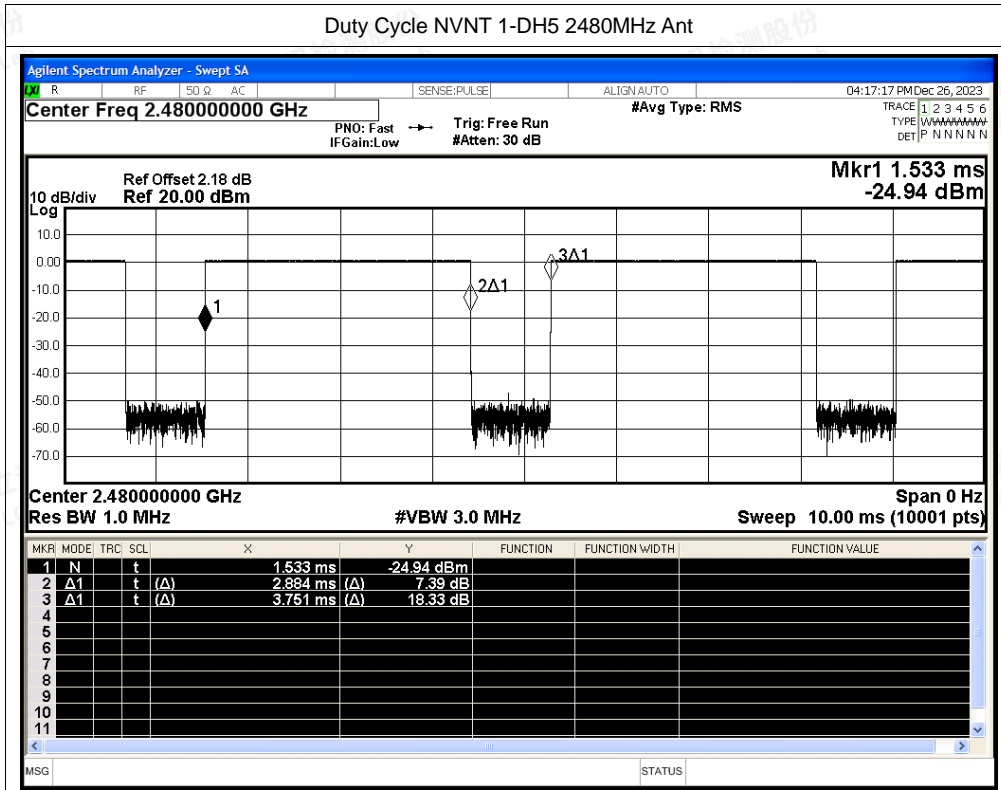 Duty Cycle NVNT 1-DH5 2480MHz Ant
Agilent Spectrum Analyzer - Swept SA
LXI R RF 50 Ω AC SENSE:PULSE ALIGN AUTO 04:17:17 PM Dec 26, 2023
Center Freq 2.480000000 GHz #Avg Type: RMS TRACE 1 2 3 4 5 6
PNO: Fast Trig: Free Run TYPE
IFGain:Low #Atten: 30 dB DET P N N N N N
Mkr1 1.533 ms
Ref Offset 2.18 dB
10 dB/div Ref 20.00 dBm -24.94 dBm
Log
10.0
0.00
-10.0
-20.0
-30.0
-40.0
-50.0
-60.0
-70.0
1
2Δ1
3Δ1
Center 2.480000000 GHz Span 0 Hz
Res BW 1.0 MHz #VBW 3.0 MHz Sweep 10.00 ms (10001 pts)
MKR MODE TRC SCL X Y FUNCTION FUNCTION WIDTH FUNCTION VALUE
1 N t 1.533 ms -24.94 dBm
2 Δ1 t (Δ) 2.884 ms (Δ) 7.39 dB
3 Δ1 t (Δ) 3.751 ms (Δ) 18.33 dB
4
5
6
7
8
9
10
11
MSG STATUS